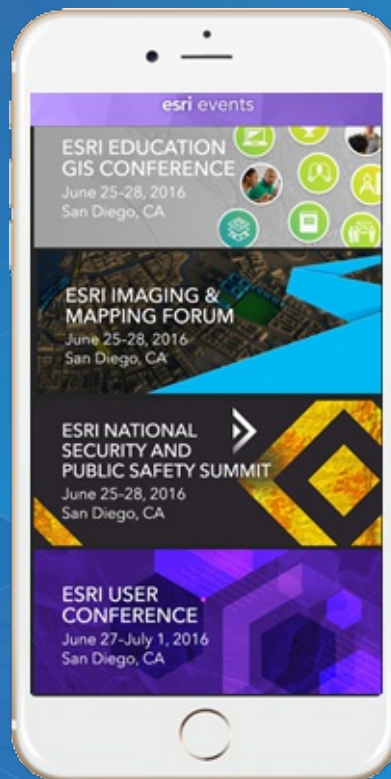 esri events
ESRI EDUCATION
GIS CONFERENCE
June 25-28, 2016
San Diego, CA
ESRI IMAGING &
MAPPING FORUM
June 25-28, 2016
San Diego, CA
ESRI NATIONAL
SECURITY AND
PUBLIC SAFETY SUMMIT
June 25-28, 2016
San Diego, CA
ESRI USER
CONFERENCE
June 27-July 1, 2016
San Diego, CA